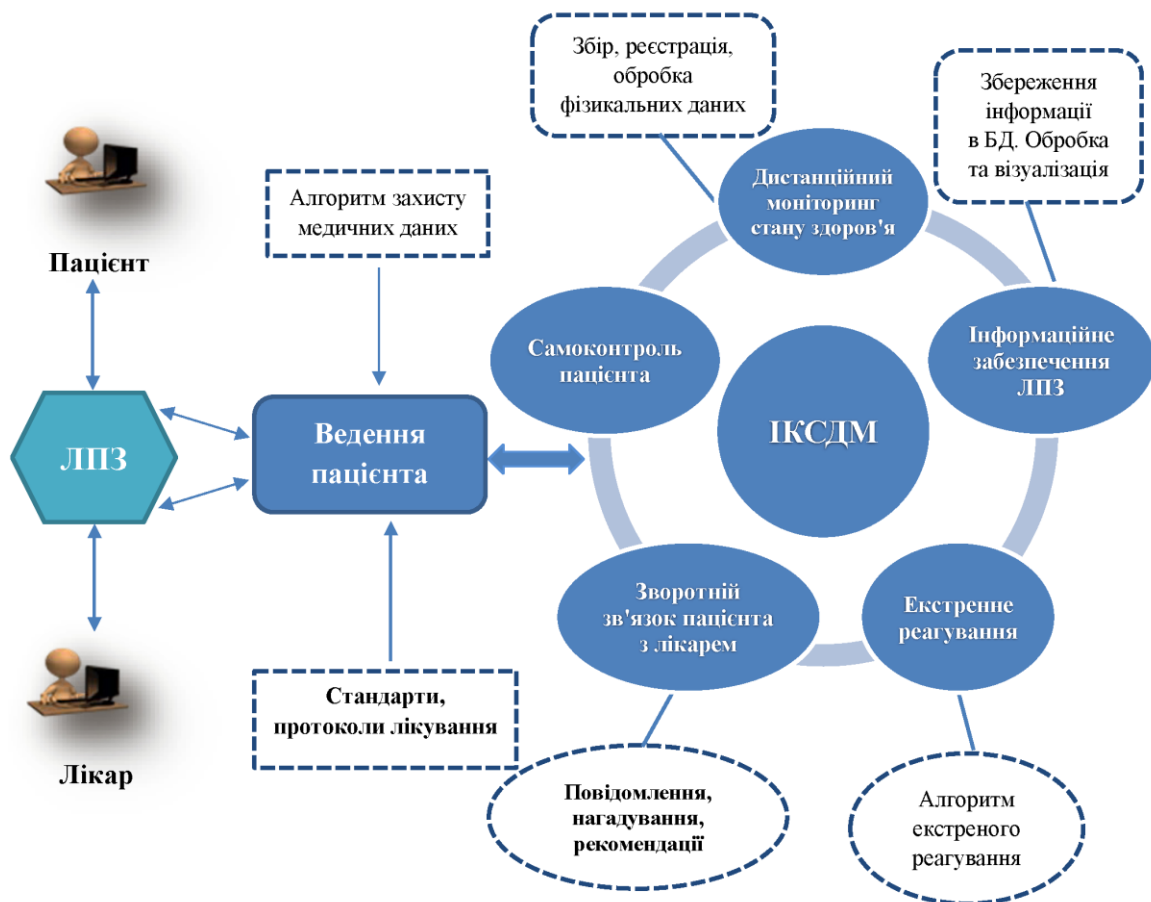 Збір, реєстрація,
обробка
фізикальних даних
Збереження
інформації
в БД. Обробка
та візуалізація
Пацієнт
Алгоритм захисту
медичних даних
Дистанційний
моніторинг
стану здоров'я
Самоконтроль
пацієнта
Інформаційне
забезпечення
ЛПЗ
ІКСДМ
ЛПЗ
Ведення
пацієнта
Зворотній
зв'язок пацієнта
з лікарем
Екстренне
реагування
Стандарти,
протоколи лікування
Лікар
Повідомлення,
нагадування,
рекомендації
Алгоритм
екстреного
реагування